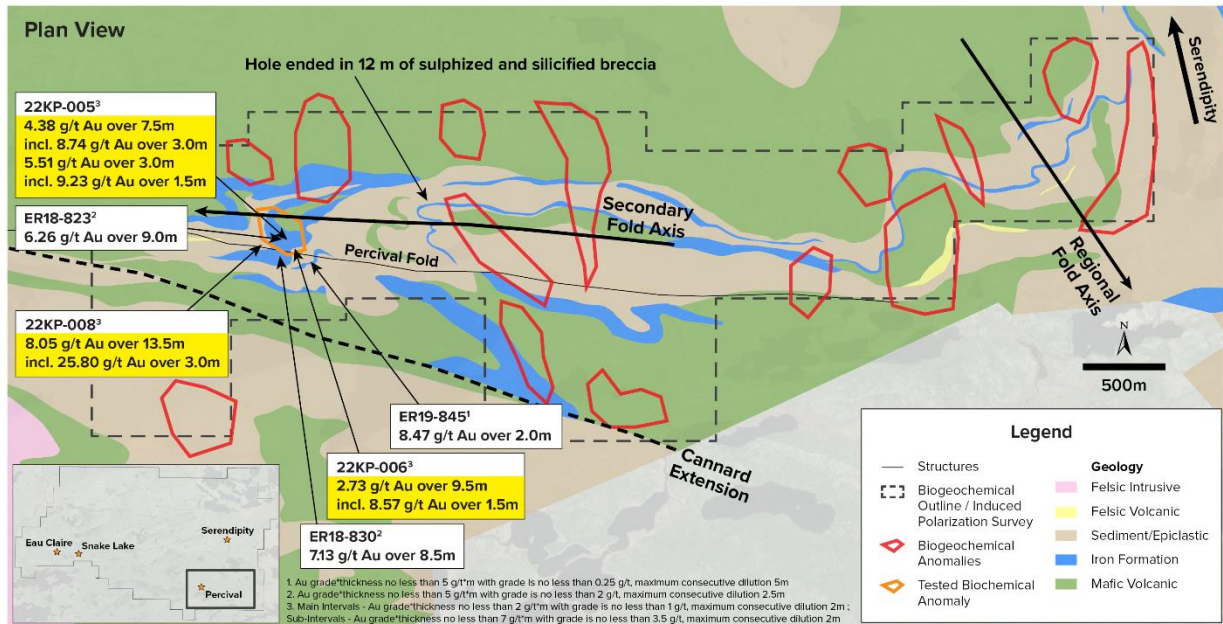 Plan View
Hole ended in 12 m of sulphized and silicified breccia
22KP-005³
4.38 g/t Au over 7.5m
incl. 8.74 g/t Au over 3.0m
5.51 g/t Au over 3.0m
incl. 9.23 g/t Au over 1.5m
ER18-823²
6.26 g/t Au over 9.0m
22KP-008³
8.05 g/t Au over 13.5m
incl. 25.80 g/t Au over 3.0m
Secondary
Fold Axis
Percival Fold
Serendipity
Regional
Fold Axis
N
500m
ER19-845¹
8.47 g/t Au over 2.0m
22KP-006³
2.73 g/t Au over 9.5m
incl. 8.57 g/t Au over 1.5m
ER18-830²
7.13 g/t Au over 8.5m
Cannard
Extension
Legend
Structures
Biogeochemical
Outline / Induced
Polarization Survey
Biogeochemical
Anomalies
Tested Biochemical
Anomaly
Geology
Felsic Intrusive
Felsic Volcanic
Sediment/Epiclastic
Iron Formation
Mafic Volcanic
Eau Claire
Snake Lake
Serendipity
Percival
1. Au grade*thickness no less than 5 g/t*m with grade is no less than 0.25 g/t, maximum consecutive dilution 5m
2. Au grade*thickness no less than 5 g/t*m with grade is no less than 2 g/t, maximum consecutive dilution 2.5m
3. Main Intervals - Au grade*thickness no less than 2 g/t*m with grade is no less than 1 g/t, maximum consecutive dilution 2m ;
Sub-Intervals - Au grade*thickness no less than 7 g/t*m with grade is no less than 3.5 g/t, maximum consecutive dilution 2m